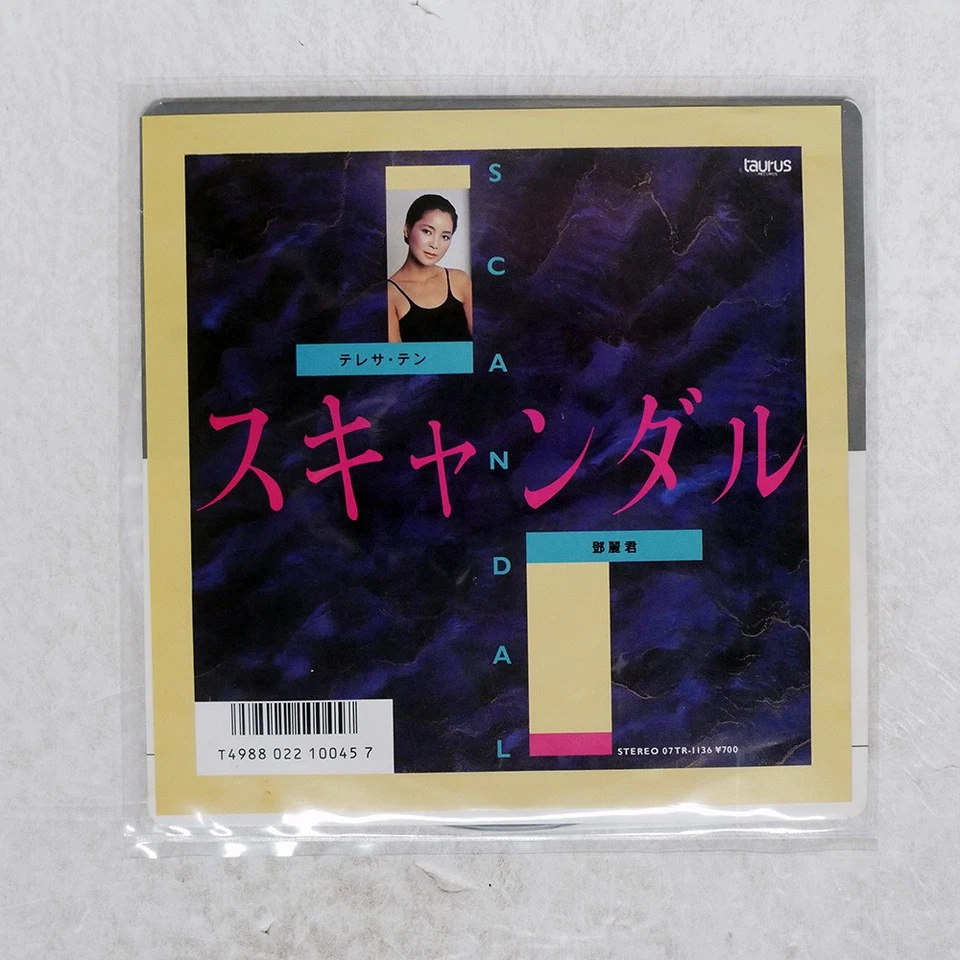 taurus
RECORDS
SCANDAL
テレサ・テン
スキャンダル
鄧麗君
STEREO 07TR-1136 ¥700
T4988 022 10045 7